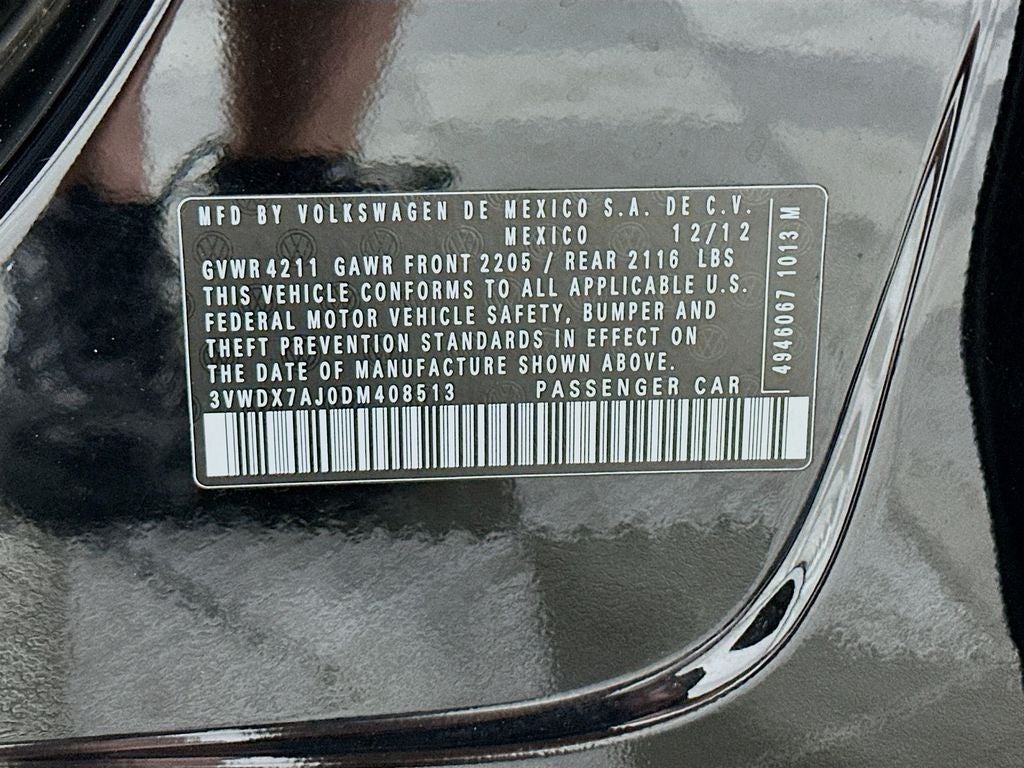 MFD BY VOLKSWAGEN DE MEXICO S.A. DE C.V.
MEXICO 12/12
GVWR 4211 GAWR FRONT 2205 / REAR 2116 LBS
THIS VEHICLE CONFORMS TO ALL APPLICABLE U.S.
FEDERAL MOTOR VEHICLE SAFETY, BUMPER AND
THEFT PREVENTION STANDARDS IN EFFECT ON
THE DATE OF MANUFACTURE SHOWN ABOVE.
3VWDX7AJ0DM408513 PASSENGER CAR
4946067 1013 M